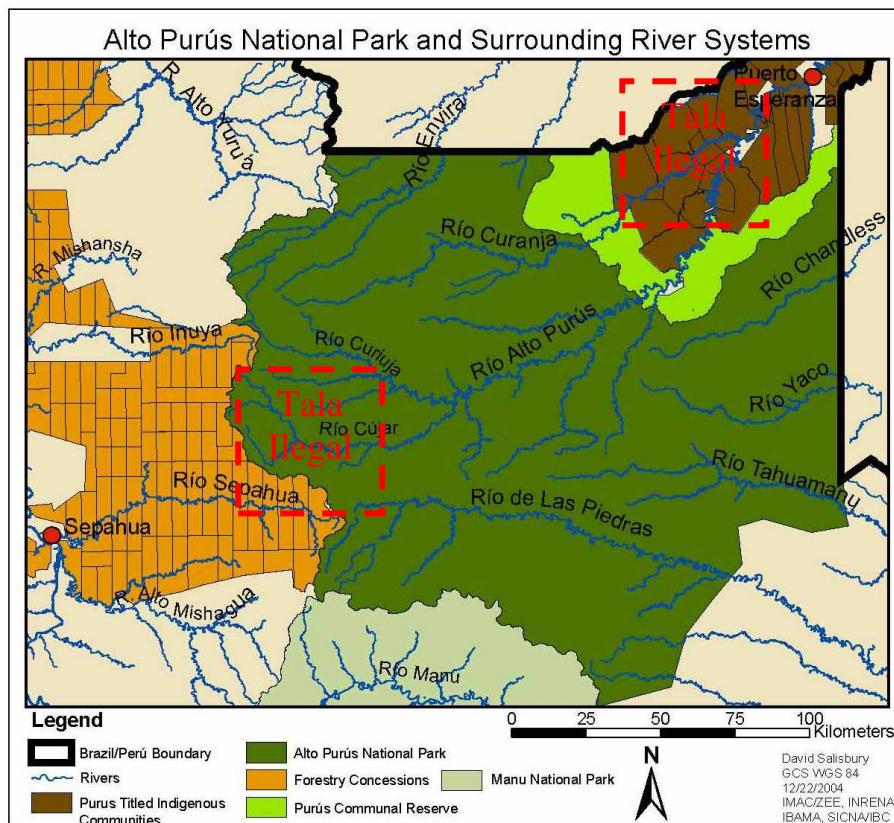 Alto Purús National Park and Surrounding River Systems
R. Alto Yuru'a
Río Envira
Puerto
Esperanza
Tala
Ilegal
Río Curanja
Río Chandless
R. Mishansha
Río Inuya
Río Curiuja
Río Alto Purús
Río Yaco
Tala
Ilegal
Río Cújar
Río Sepahua
Río de Las Piedras
Río Tahuamanu
Sepahua
R. Alto Mishagua
Río Manu
Legend
Brazil/Perú Boundary
Rivers
Purus Titled Indigenous
Communities
Alto Purús National Park
Forestry Concessions
Purús Communal Reserve
Manu National Park
0 25 50 75 100
Kilometers
N
David Salisbury
GCS WGS 84
12/22/2004
IMAC/ZEE, INRENA
IBAMA, SICNA/IBC